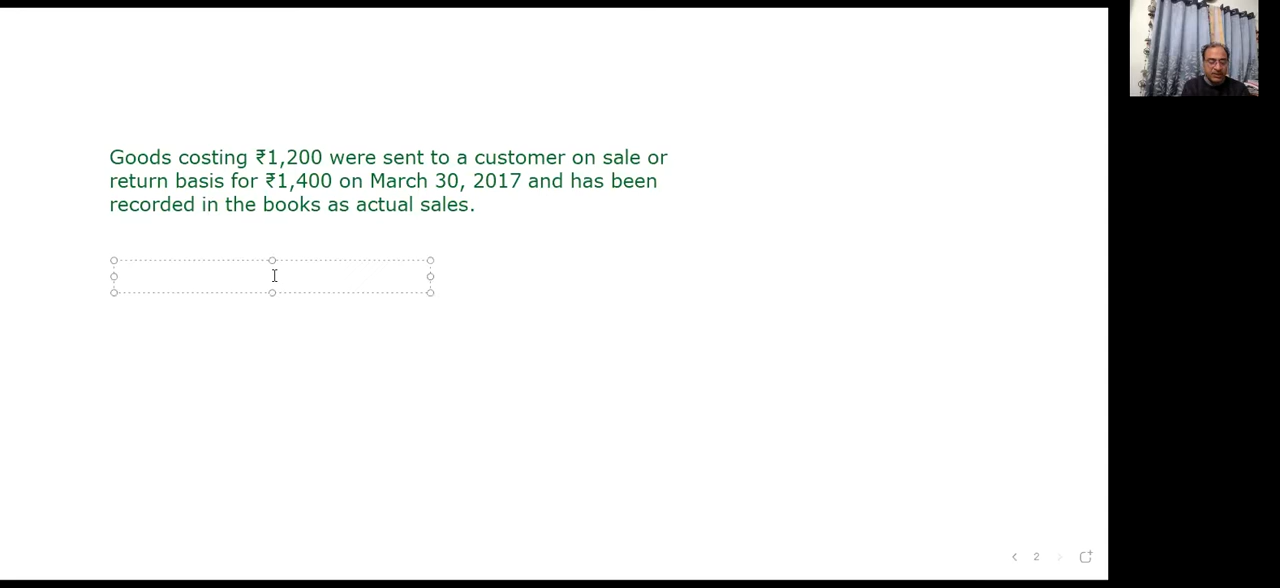 Goods costing ₹1,200 were sent to a customer on sale or
return basis for ₹1,400 on March 30, 2017 and has been
recorded in the books as actual sales.
2